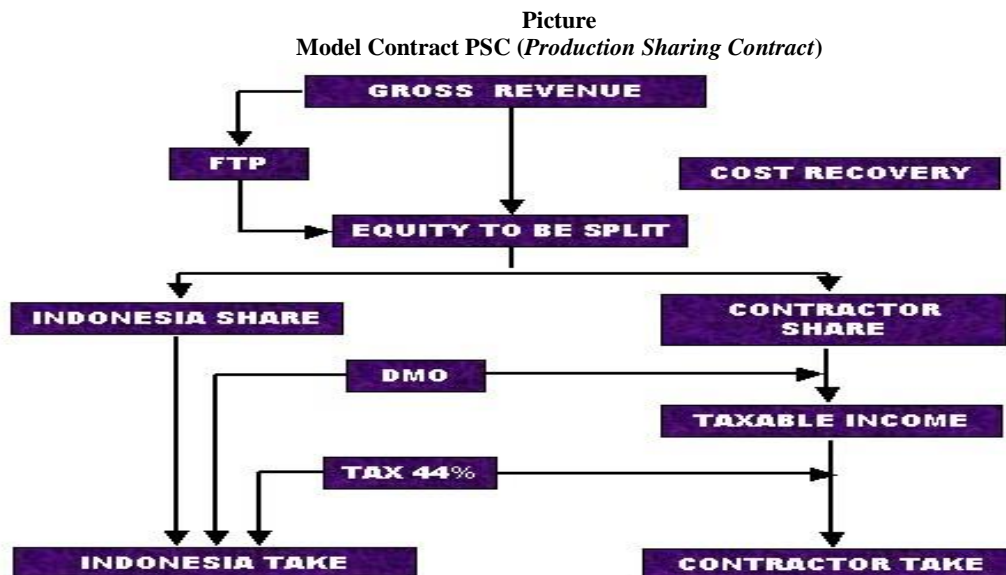 Picture
Model Contract PSC (Production Sharing Contract)
GROSS REVENUE
FTP
COST RECOVERY
EQUITY TO BE SPLIT
INDONESIA SHARE
CONTRACTOR
SHARE
DMO
TAXABLE INCOME
TAX 44%
INDONESIA TAKE
CONTRACTOR TAKE